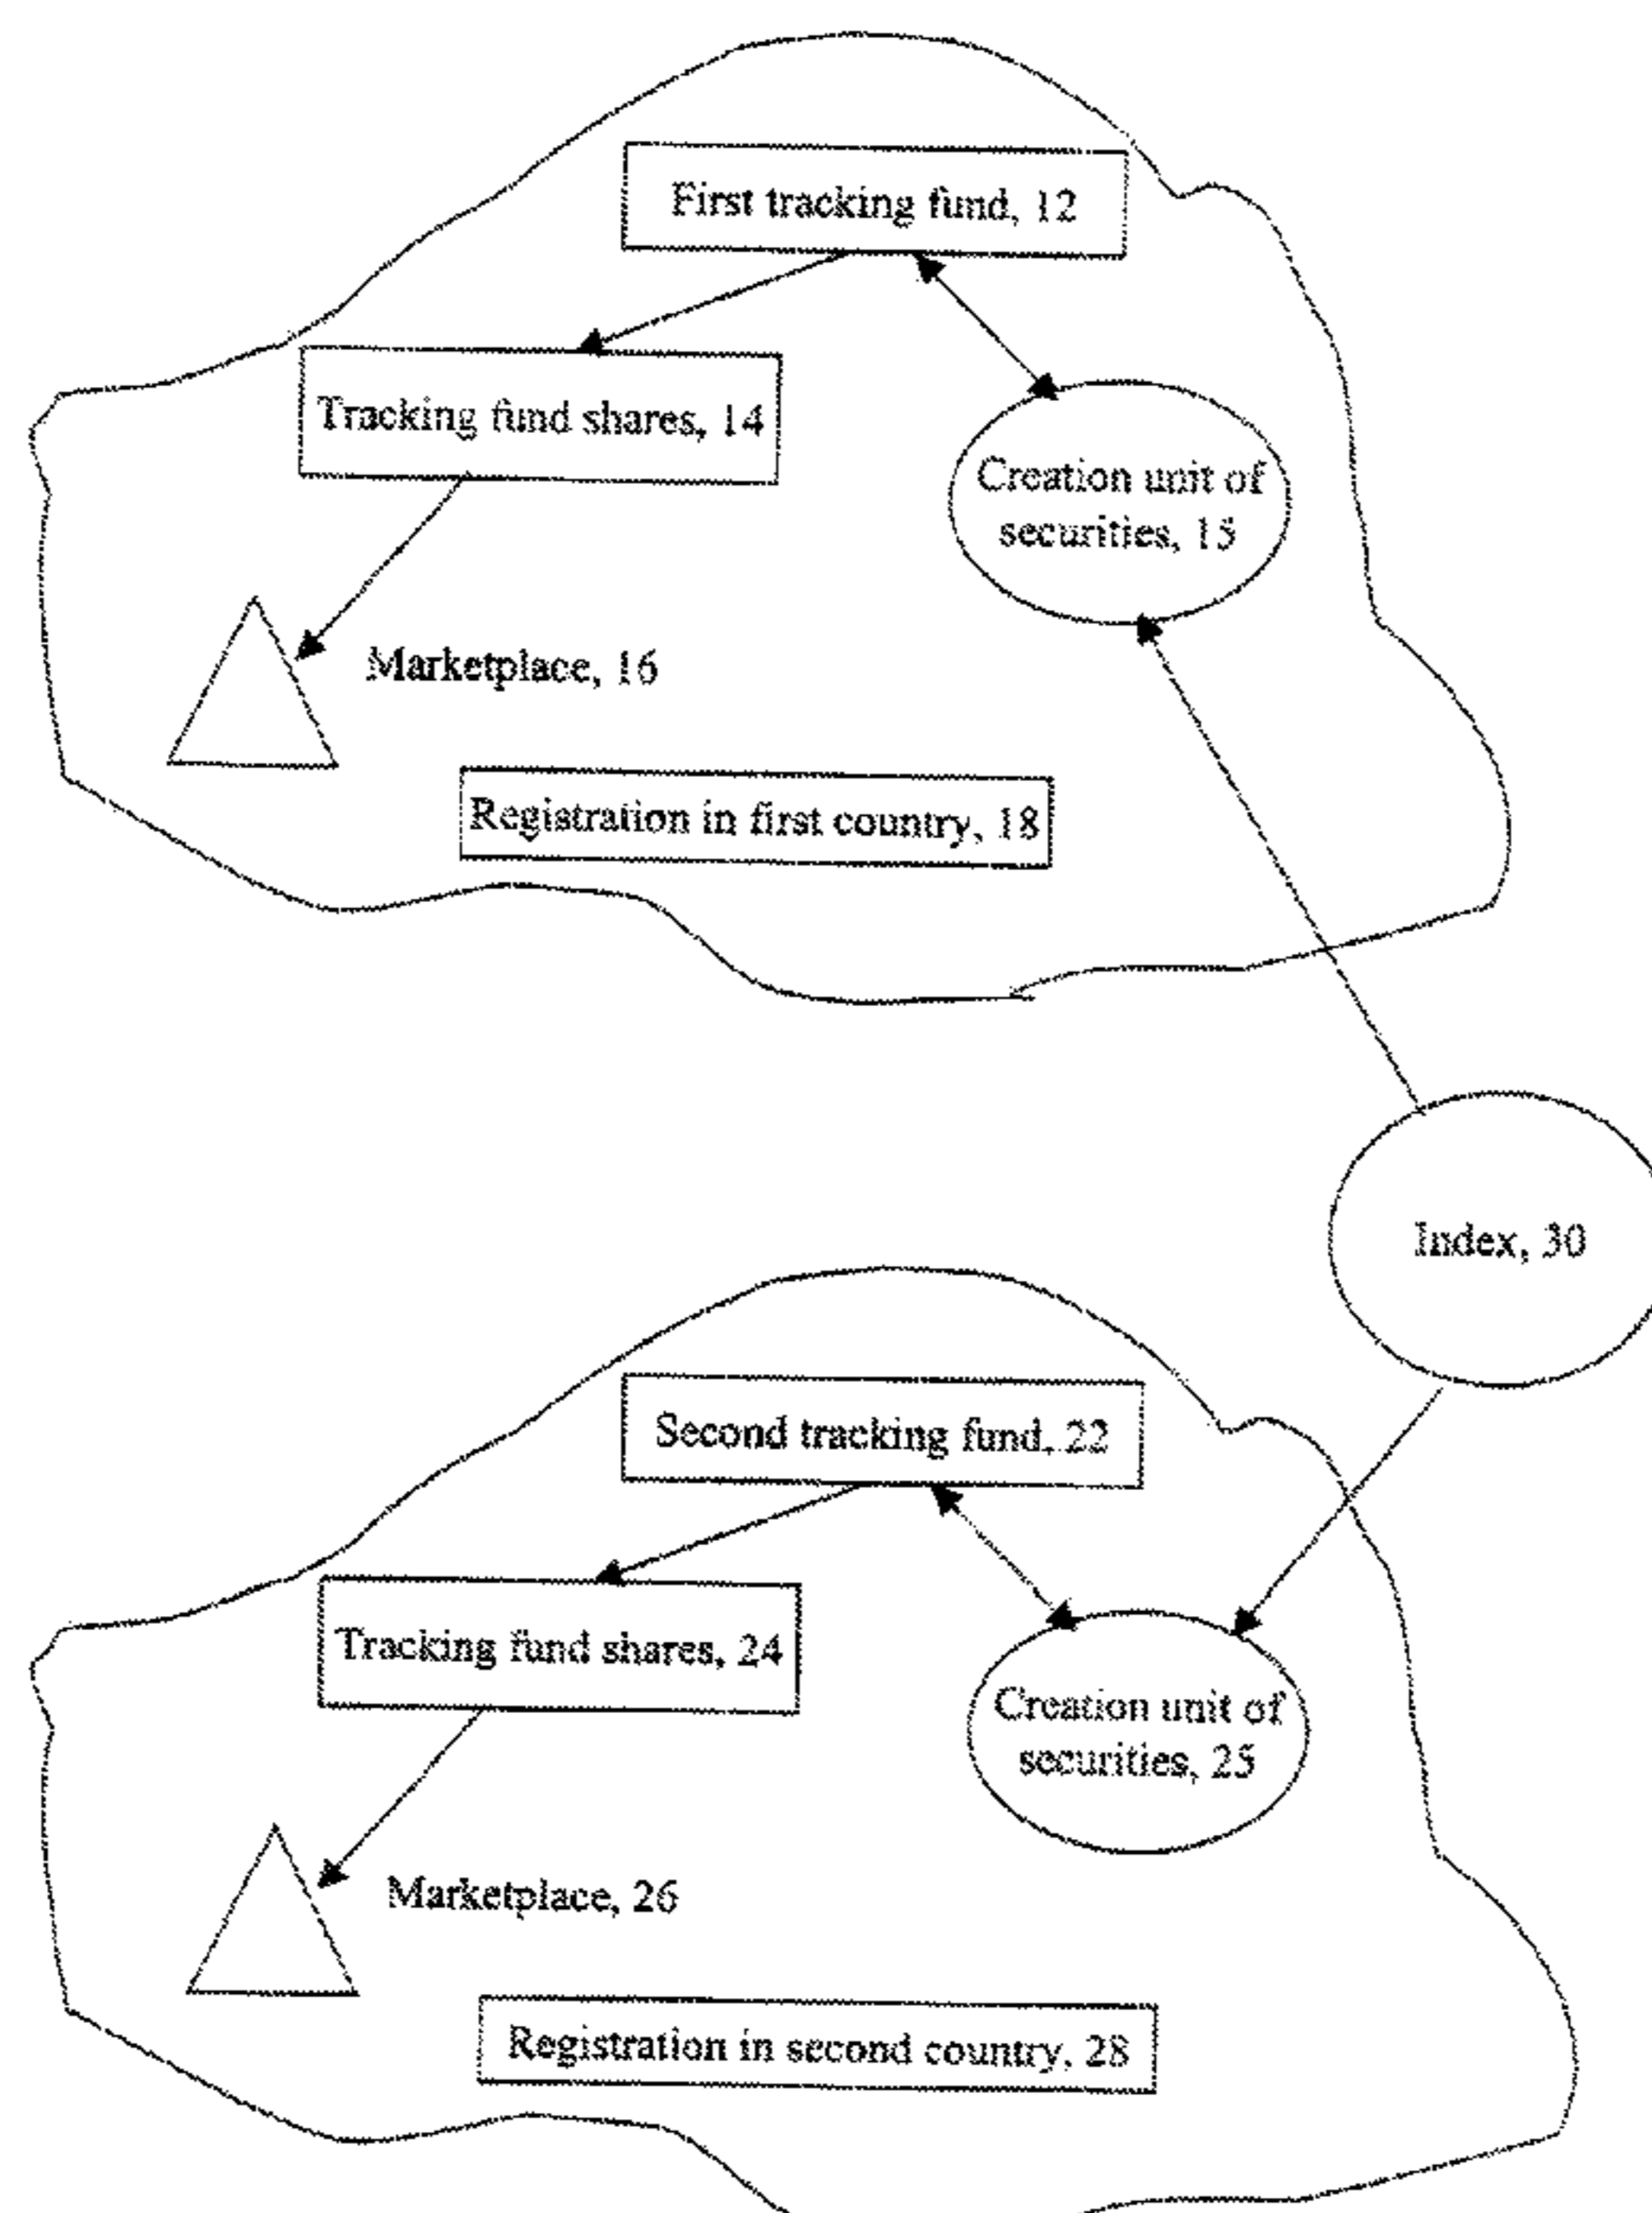 First tracking fund, 12
Tracking fund shares, 14
Creation unit of
securities, 15
Marketplace, 16
Registration in first country, 18
Index, 30
Second tracking fund, 22
Tracking fund shares, 24
Creation unit of
securities, 25
Marketplace, 26
Registration in second country, 28